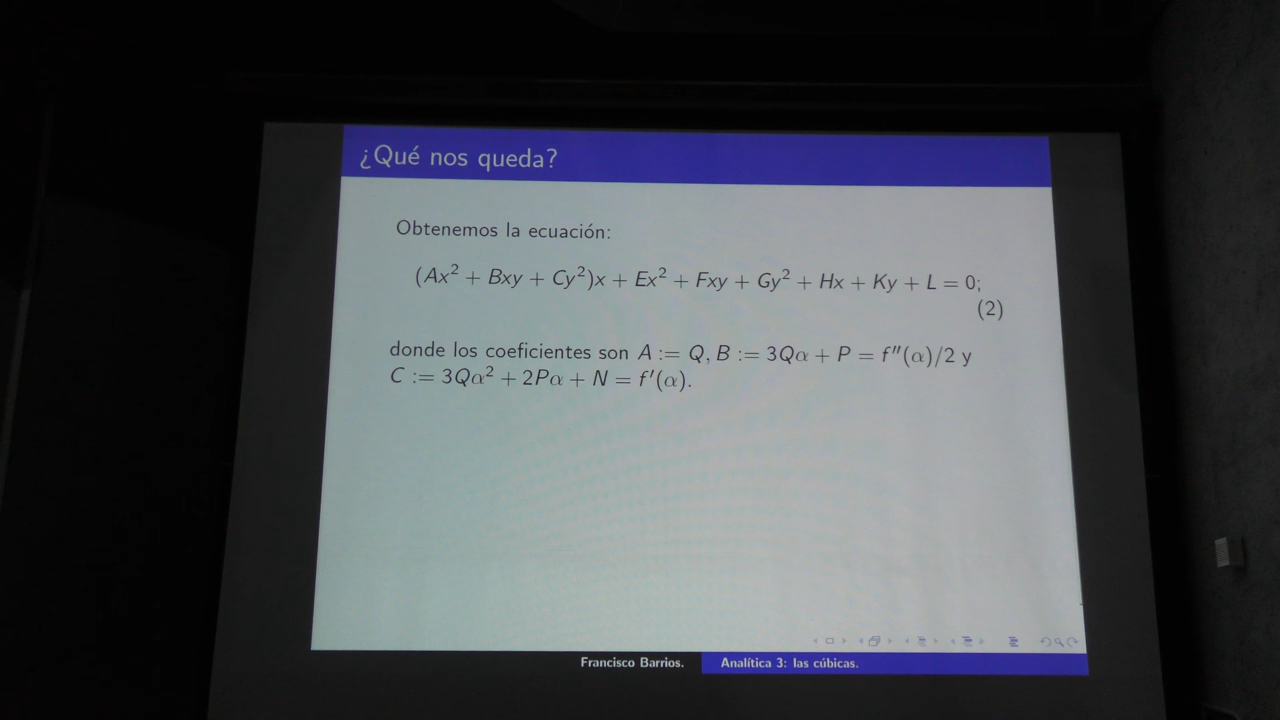 ¿Qué nos queda?
Obtenemos la ecuación:
(Ax² + Bxy + Cy²)x + Ex² + Fxy + Gy² + Hx + Ky + L = 0;
(2)
donde los coeficientes son A := Q, B := 3Qα + P = f″(α)/2 y
C := 3Qα² + 2Pα + N = f′(α).
Francisco Barrios.
Analítica 3: las cúbicas.